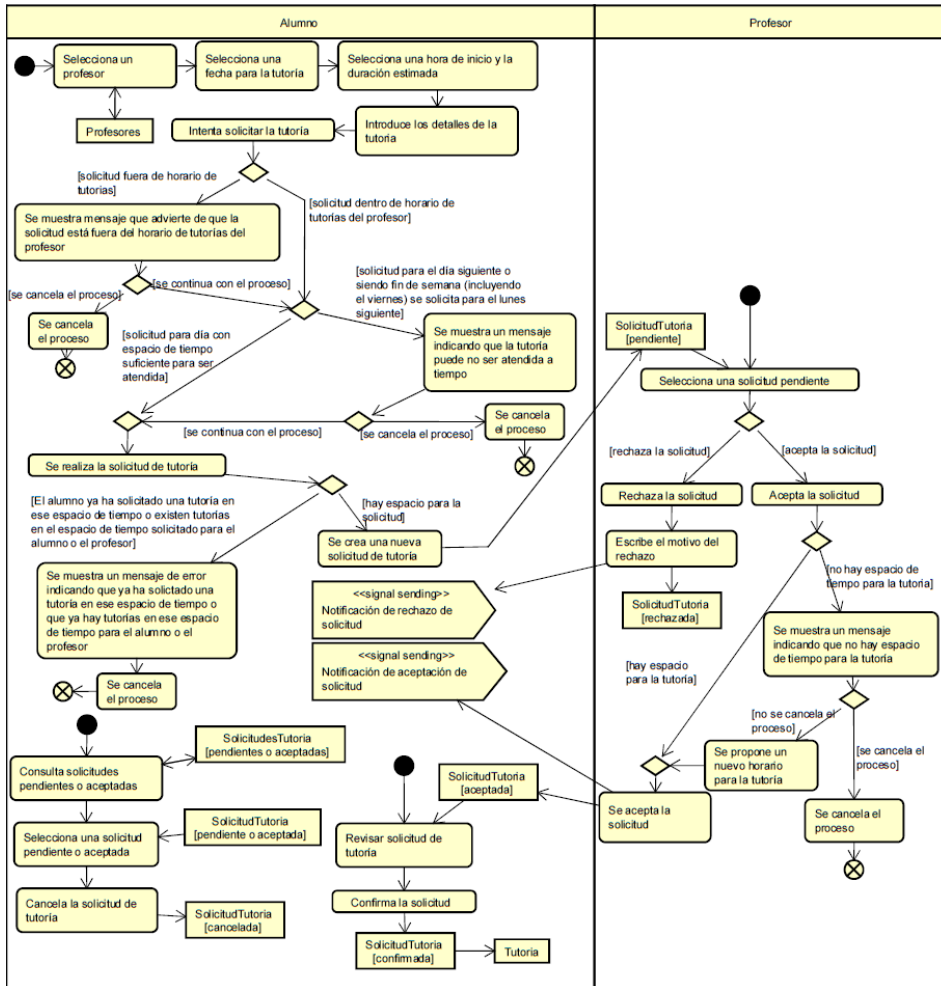 Alumno
Profesor
Selecciona un
profesor
Selecciona una
fecha para la tutoría
Selecciona una hora de inicio y la
duración estimada
Profesores
Intenta solicitar la tutoría
Introduce los detalles de la
tutoria
[solicitud fuera de horario de
tutorias]
[solicitud dentro de horario de
tutorías del profesor]
Se muestra mensaje que advierte de que la
solicitud está fuera del horario de tutorías del
profesor
[se cancela el proceso]
[se continua con el proceso]
[solicitud para el día siguiente o
siendo fin de semana (incluyendo
el viernes) se solicita para el lunes
siguiente]
Se cancela
el proceso
[solicitud para día con
espacio de tiempo
suficiente para ser
atendida]
Se muestra un mensaje
indicando que la tutoría
puede no ser atendida a
tiempo
SolicitudTutoria
[pendiente]
Selecciona una solicitud pendiente
[se continua con el proceso]
[se cancela el proceso]
Se cancela
el proceso
Se realiza la solicitud de tutoría
[rechaza la solicitud]
[acepta la solicitud]
[El alumno ya ha solicitado una tutoría en
ese espacio de tiempo o existen tutorías
en el espacio de tiempo solicitado para el
alumno o el profesor]
[hay espacio para la
solicitud]
Rechaza la solicitud
Acepta la solicitud
Se crea una nueva
solicitud de tutoría
Escribe el motivo del
rechazo
Se muestra un mensaje de error
indicando que ya ha solictado una
tutoría en ese espacio de tiempo o
que ya hay tutorías en ese espacio
de tiempo para el alumno o el
profesor
<<signal sending>>
Notificación de rechazo de
solicitud
SolicitudTutoria
[rechazada]
[no hay espacio de
tiempo para la tutoría]
Se muestra un mensaje
indicando que no hay espacio
de tiempo para la tutoría
<<signal sending>>
Notificación de aceptación de
solicitud
[hay espacio
para la tutoría]
Se cancela
el proceso
[no se cancela el
proceso]
[se cancela el
proceso]
SolicitudesTutoria
[pendientes o aceptadas]
Consulta solicitudes
pendientes o aceptadas
Se propone un
nuevo horario
para la tutoría
SolicitudTutoria
[aceptada]
Se acepta la
solicitud
Se cancela el
proceso
Selecciona una solicitud
pendiente o aceptada
SolicitudTutoria
[pendiente o aceptada]
Revisar solicitud de
tutoría
Cancela la solicitud de
tutoría
SolicitudTutoria
[cancelada]
Confirma la solicitud
SolicitudTutoria
[confirmada]
Tutoria